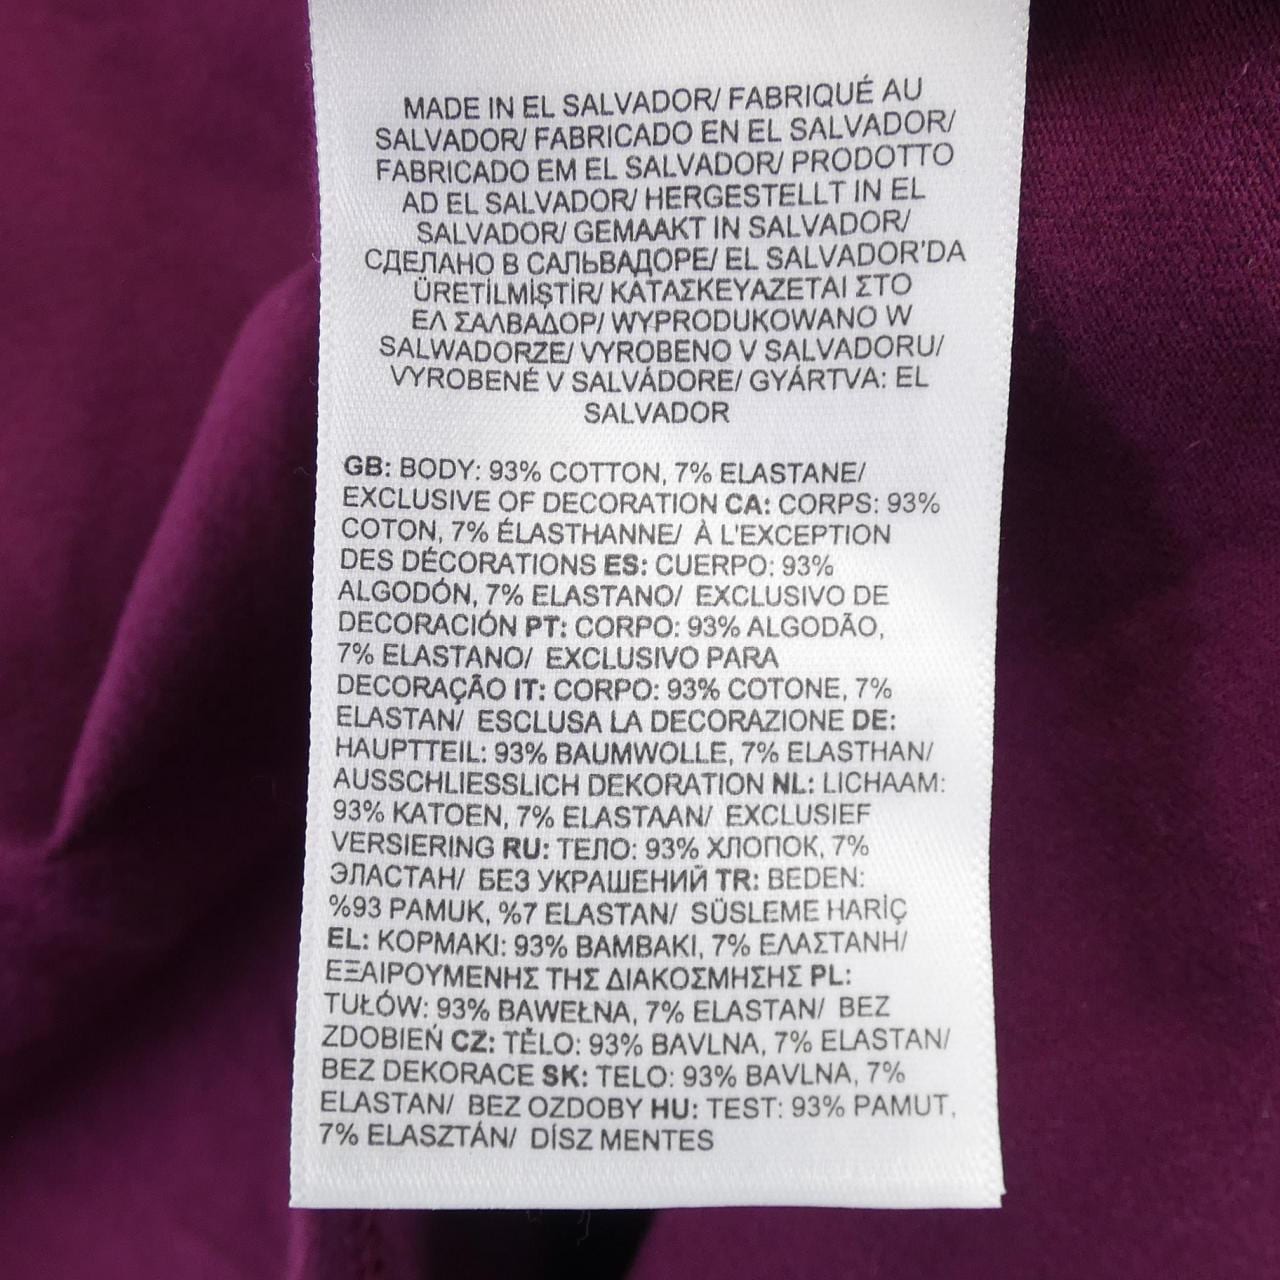 MADE IN EL SALVADOR/ FABRIQUÉ AU
SALVADOR/ FABRICADO EN EL SALVADOR/
FABRICADO EM EL SALVADOR/ PRODOTTO
AD EL SALVADOR/ HERGESTELLT IN EL
SALVADOR/ GEMAAKT IN SALVADOR/
СДЕЛАНО В САЛЬВАДОРЕ/ EL SALVADOR'DA
ÜRETİLMİŞTİR/ ΚΑΤΑΣΚΕΥΑΖΕΤΑΙ ΣΤΟ
ΕΛ ΣΑΛΒΑΔΟΡ/ WYPRODUKOWANO W
SALWADORZE/ VYROBENO V SALVADORU/
VYROBENÉ V SALVÁDORE/ GYÁRTVA: EL
SALVADOR
GB: BODY: 93% COTTON, 7% ELASTANE/
EXCLUSIVE OF DECORATION CA: CORPS: 93%
COTON, 7% ÉLASTHANNE/ À L'EXCEPTION
DES DÉCORATIONS ES: CUERPO: 93%
ALGODÓN, 7% ELASTANO/ EXCLUSIVO DE
DECORACIÓN PT: CORPO: 93% ALGODÃO,
7% ELASTANO/ EXCLUSIVO PARA
DECORAÇÃO IT: CORPO: 93% COTONE, 7%
ELASTAN/ ESCLUSA LA DECORAZIONE DE:
HAUPTTEIL: 93% BAUMWOLLE, 7% ELASTHAN/
AUSSCHLIESSLICH DEKORATION NL: LICHAAM:
93% KATOEN, 7% ELASTAAN/ EXCLUSIEF
VERSIERING RU: ТЕЛО: 93% ХЛОПОК, 7%
ЭЛАСТАН/ БЕЗ УКРАШЕНИЙ TR: BEDEN:
%93 PAMUK, %7 ELASTAN/ SÜSLEME HARİÇ
EL: ΚΟΡΜΑΚΙ: 93% ΒΑΜΒΑΚΙ, 7% ΕΛΑΣΤΑΝΗ/
ΕΞΑΙΡΟΥΜΕΝΗΣ ΤΗΣ ΔΙΑΚΟΣΜΗΣΗΣ PL:
TUŁÓW: 93% BAWEŁNA, 7% ELASTAN/ BEZ
ZDOBIEŃ CZ: TĚLO: 93% BAVLNA, 7% ELASTAN/
BEZ DEKORACE SK: TELO: 93% BAVLNA, 7%
ELASTAN/ BEZ OZDOBY HU: TEST: 93% PAMUT,
7% ELASZTÁN/ DÍSZ MENTES